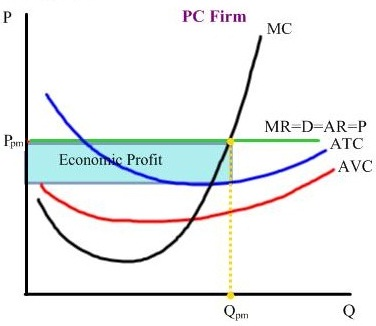 P
PC Firm
MC
MR=D=AR=P
Ppm
ATC
Economic Profit
AVC
Qpm
Q